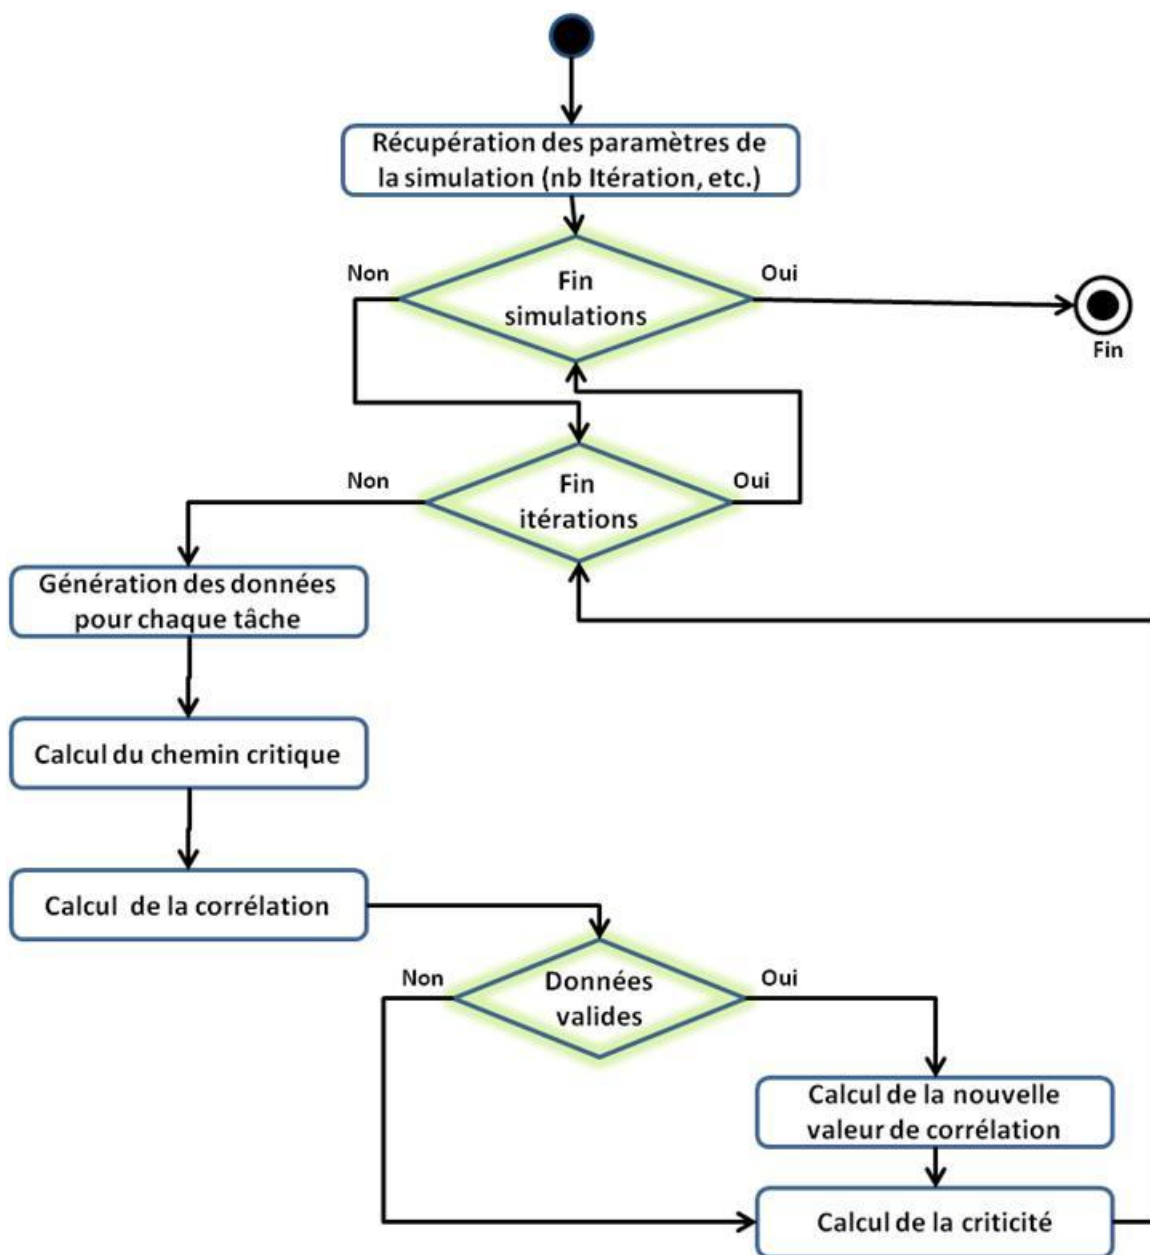 Récupération des paramètres de
la simulation (nb Itération, etc.)
Non
Fin
simulations
Oui
Fin
Non
Fin
itérations
Oui
Génération des données
pour chaque tâche
Calcul du chemin critique
Calcul de la corrélation
Non
Données
valides
Oui
Calcul de la nouvelle
valeur de corrélation
Calcul de la criticité